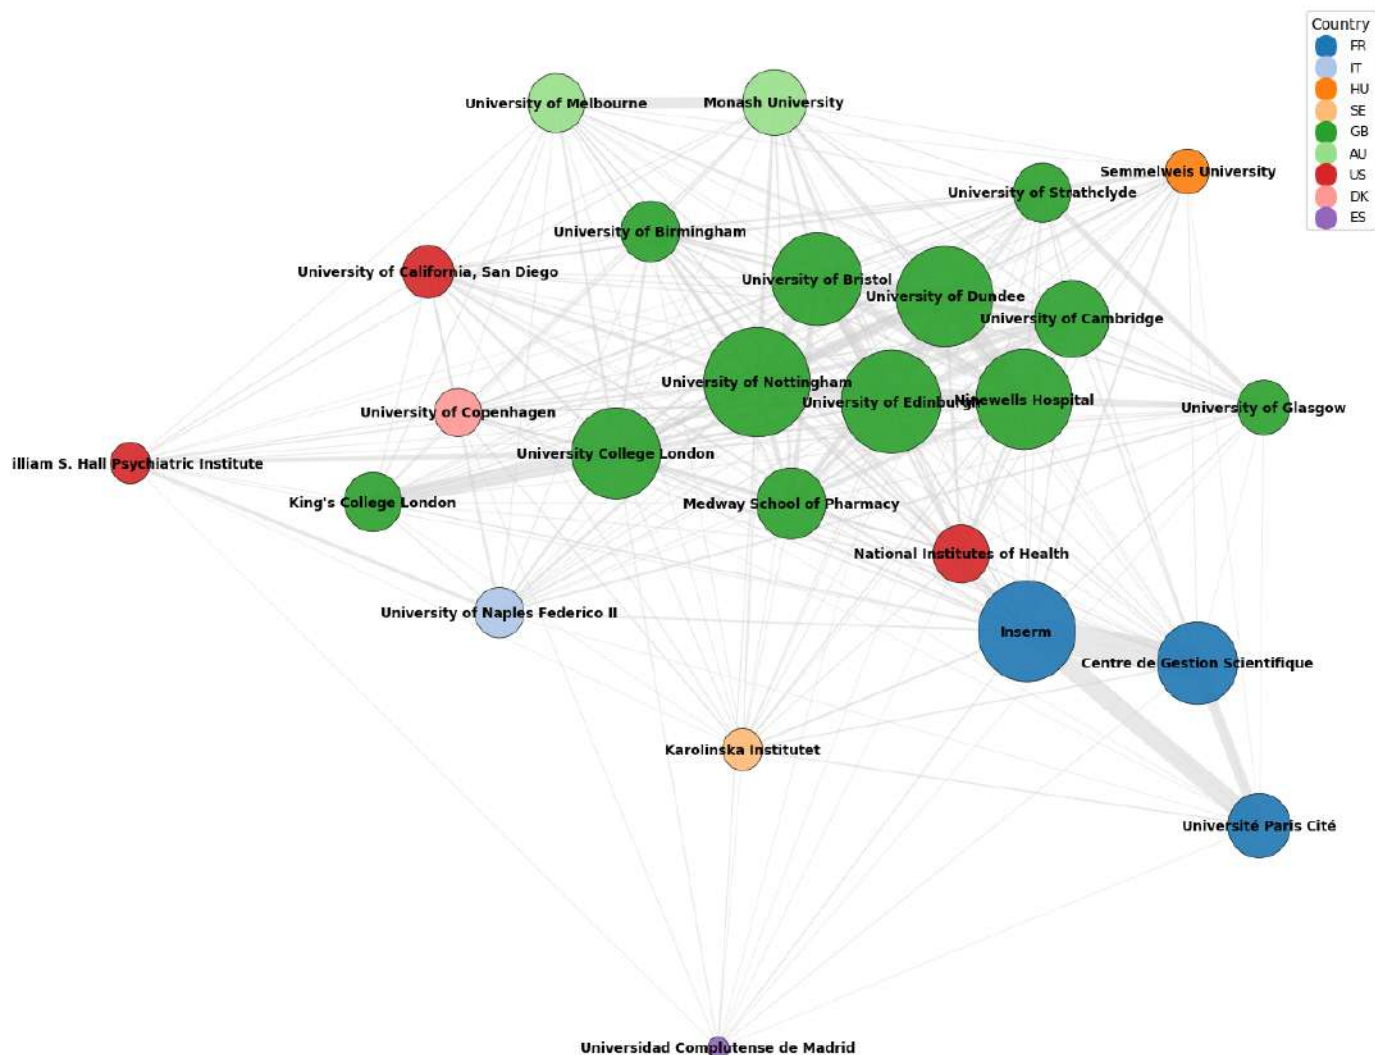 Country
FR
IT
HU
SE
GB
AU
US
DK
ES
University of Melbourne
Monash University
Semmelweis University
University of Strathclyde
University of Birmingham
University of California, San Diego
University of Bristol
University of Dundee
University of Cambridge
University of Nottingham
University of Edinburgh
Ninewells Hospital
University of Glasgow
University of Copenhagen
University College London
illiam S. Hall Psychiatric Institute
King's College London
Medway School of Pharmacy
National Institutes of Health
University of Naples Federico II
Inserm
Centre de Gestion Scientifique
Karolinska Institutet
Université Paris Cité
Universidad Complutense de Madrid